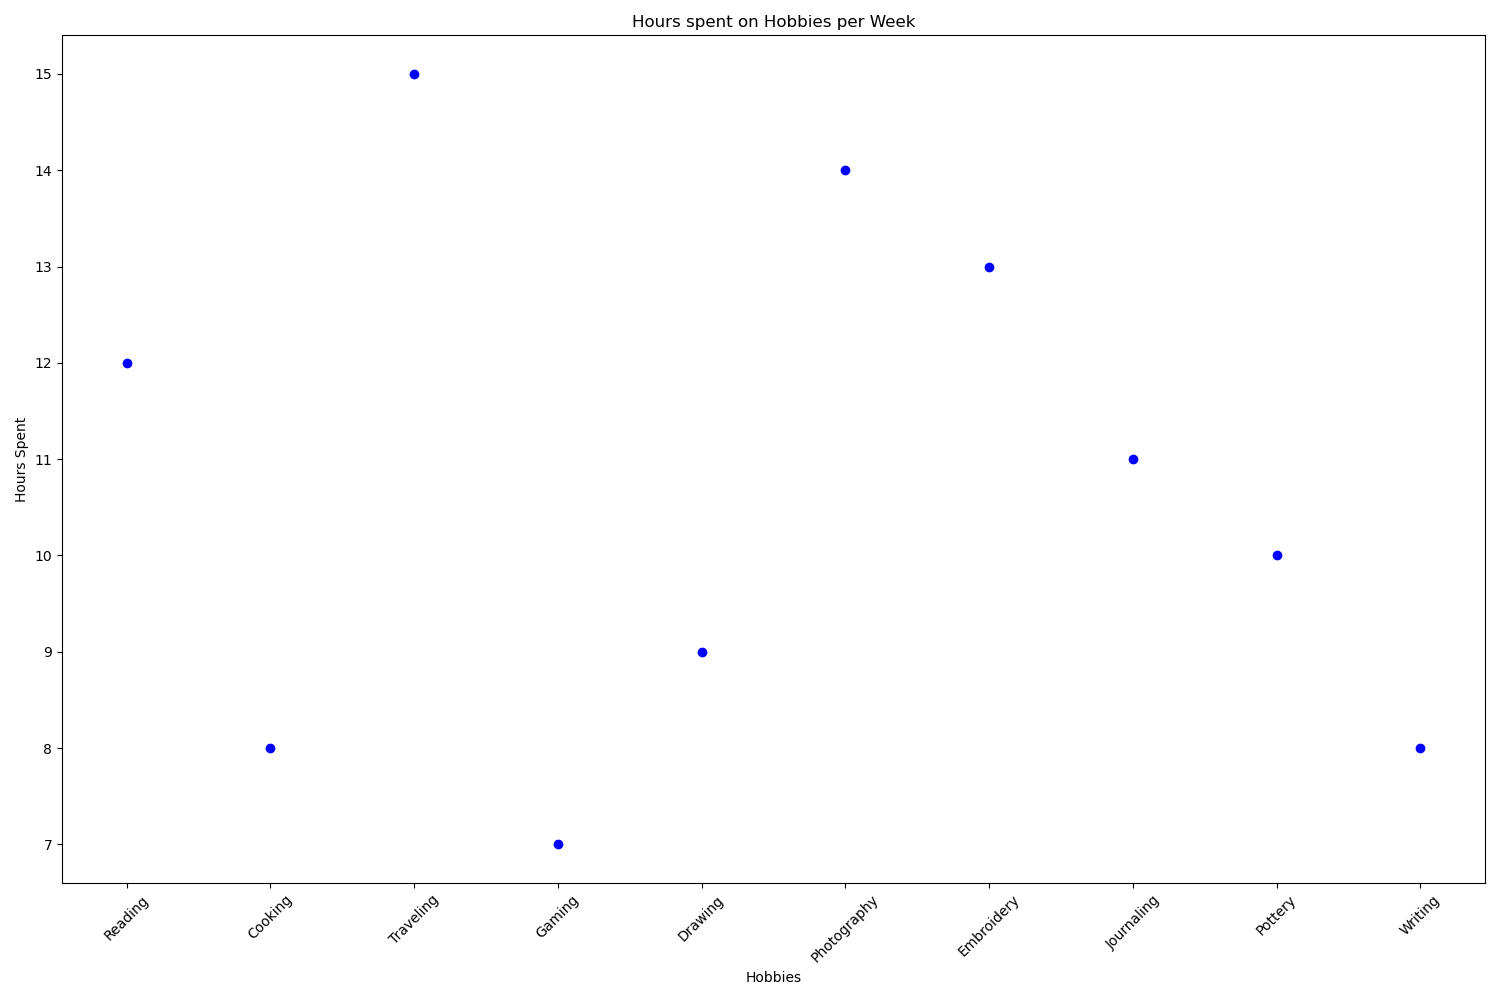 Hours spent on Hobbies per Week
15
14
13
12
11
10
9
8
7
Hours Spent
Reading
Cooking
Traveling
Gaming
Drawing
Photography
Embroidery
Journaling
Pottery
Writing
Hobbies